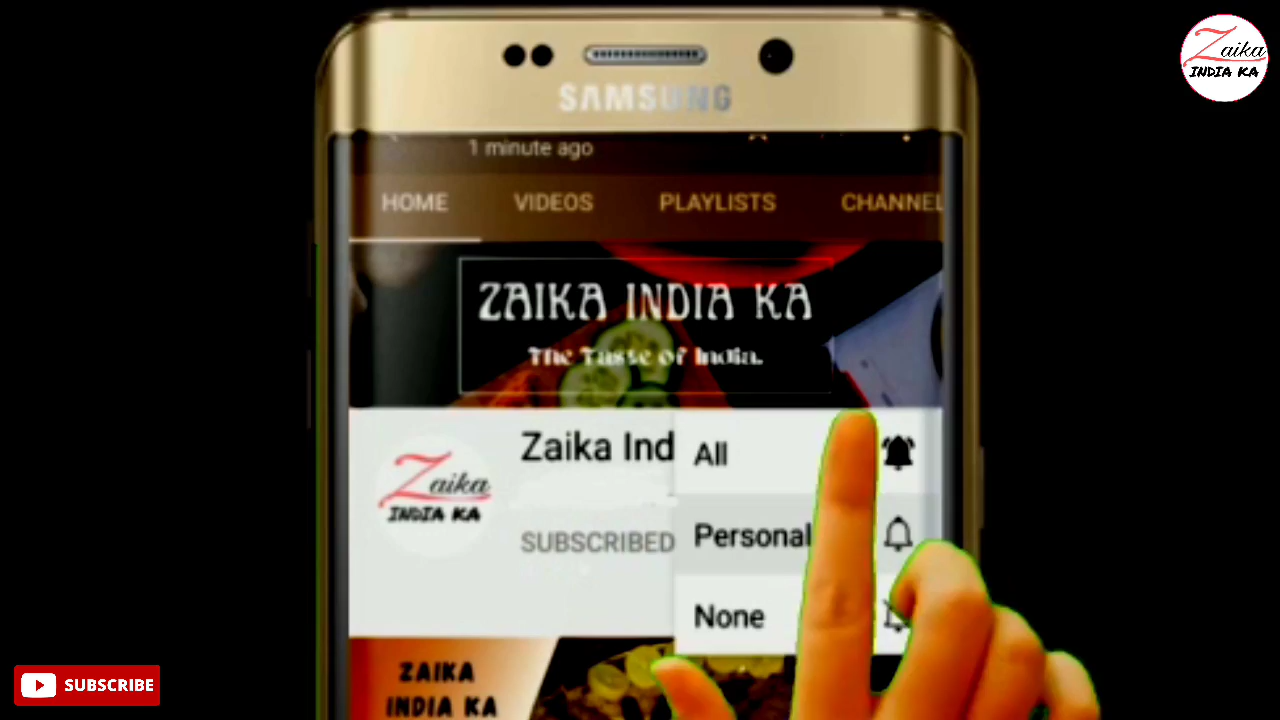 Zaika
INDIA KA
SAMSUNG
1 minute ago
HOME VIDEOS PLAYLISTS CHANNEL
ZAIKA INDIA KA
The Taste of India.
Zaika Ind
SUBSCRIBED
All
Personal
None
Zaika
INDIA KA
ZAIKA
INDIA KA
SUBSCRIBE